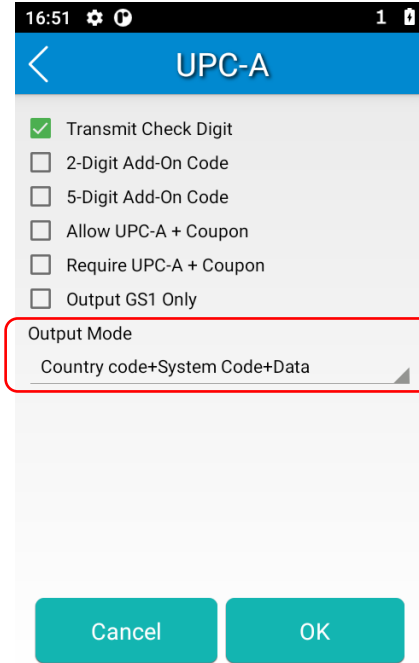 16:51 1
UPC-A
Transmit Check Digit
2-Digit Add-On Code
5-Digit Add-On Code
Allow UPC-A + Coupon
Require UPC-A + Coupon
Output GS1 Only
Output Mode
Country code+System Code+Data
Cancel OK